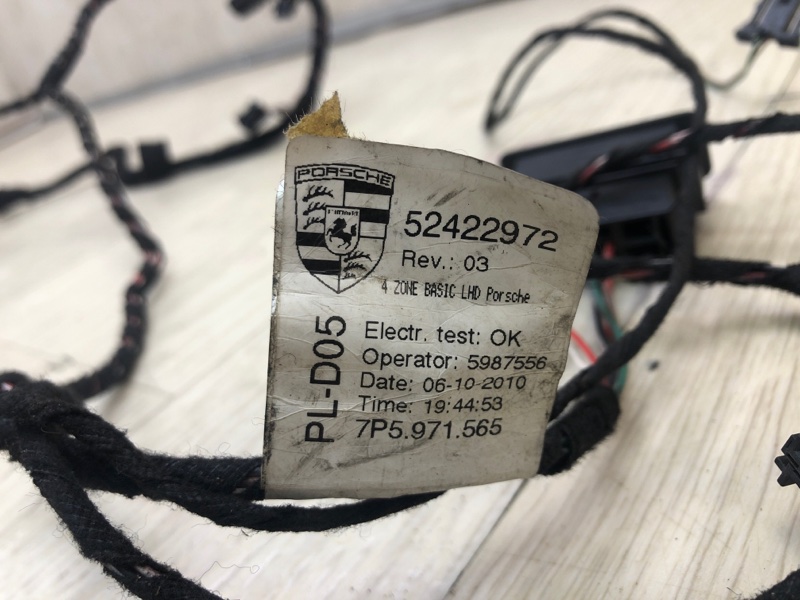 PORSCHE
52422972
Rev.: 03
4 ZONE BASIC LHD Porsche
PL-D05
Electr. test: OK
Operator: 5987556
Date: 06-10-2010
Time: 19:44:53
7P5.971.565